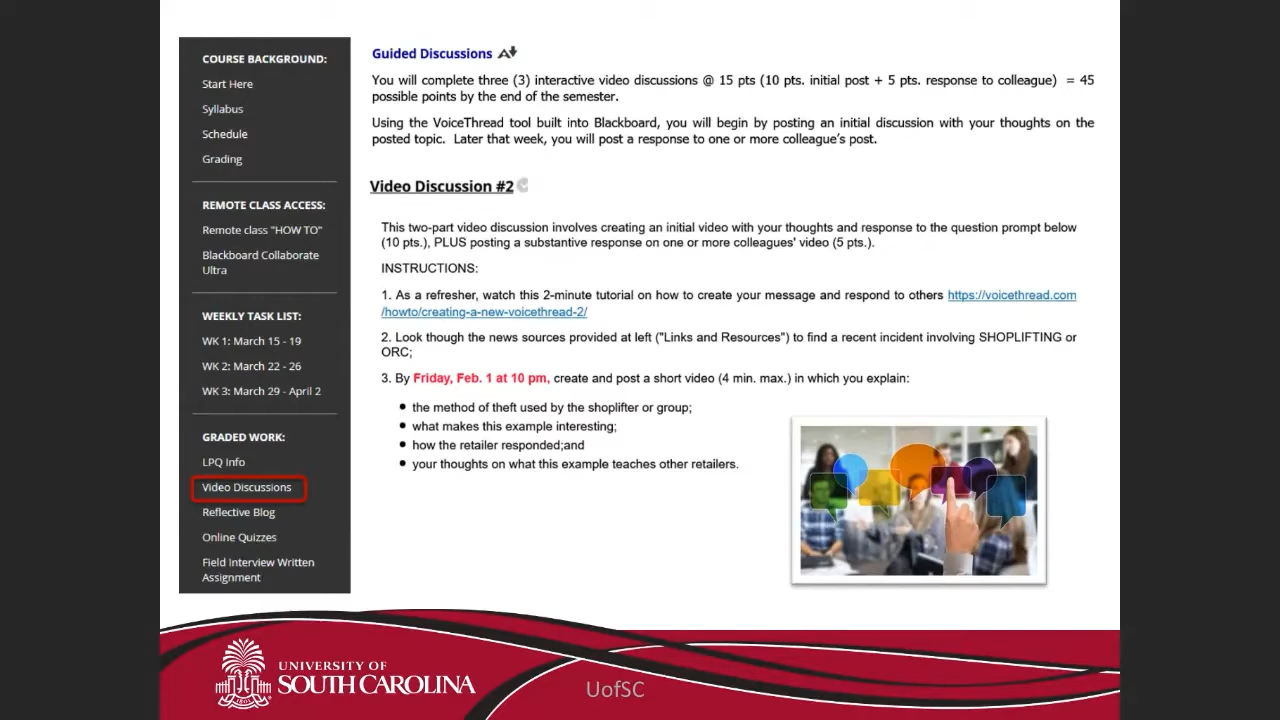 COURSE BACKGROUND:
Start Here
Syllabus
Schedule
Grading
REMOTE CLASS ACCESS:
Remote class "HOW TO"
Blackboard Collaborate
Ultra
WEEKLY TASK LIST:
WK 1: March 15 - 19
WK 2: March 22 - 26
WK 3: March 29 - April 2
GRADED WORK:
LPQ Info
Video Discussions
Reflective Blog
Online Quizzes
Field Interview Written
Assignment
Guided Discussions
You will complete three (3) interactive video discussions @ 15 pts (10 pts. initial post + 5 pts. response to colleague) = 45
possible points by the end of the semester.
Using the VoiceThread tool built into Blackboard, you will begin by posting an initial discussion with your thoughts on the
posted topic. Later that week, you will post a response to one or more colleague's post.
Video Discussion #2
This two-part video discussion involves creating an initial video with your thoughts and response to the question prompt below
(10 pts.), PLUS posting a substantive response on one or more colleagues' video (5 pts.).
INSTRUCTIONS:
1. As a refresher, watch this 2-minute tutorial on how to create your message and respond to others https://voicethread.com
/howto/creating-a-new-voicethread-2/
2. Look though the news sources provided at left ("Links and Resources") to find a recent incident involving SHOPLIFTING or
ORC;
3. By Friday, Feb. 1 at 10 pm, create and post a short video (4 min. max.) in which you explain:
• the method of theft used by the shoplifter or group;
• what makes this example interesting;
• how the retailer responded;and
• your thoughts on what this example teaches other retailers.
UNIVERSITY OF
SOUTH CAROLINA
UofSC